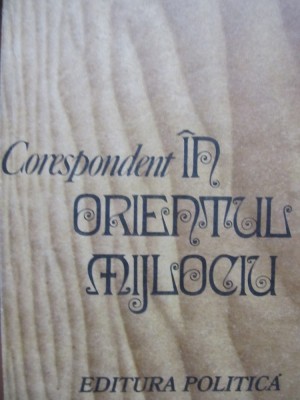 Corespondent ÎN
ORIENTUL
MIJLOCIU
EDITURA POLITICĂ